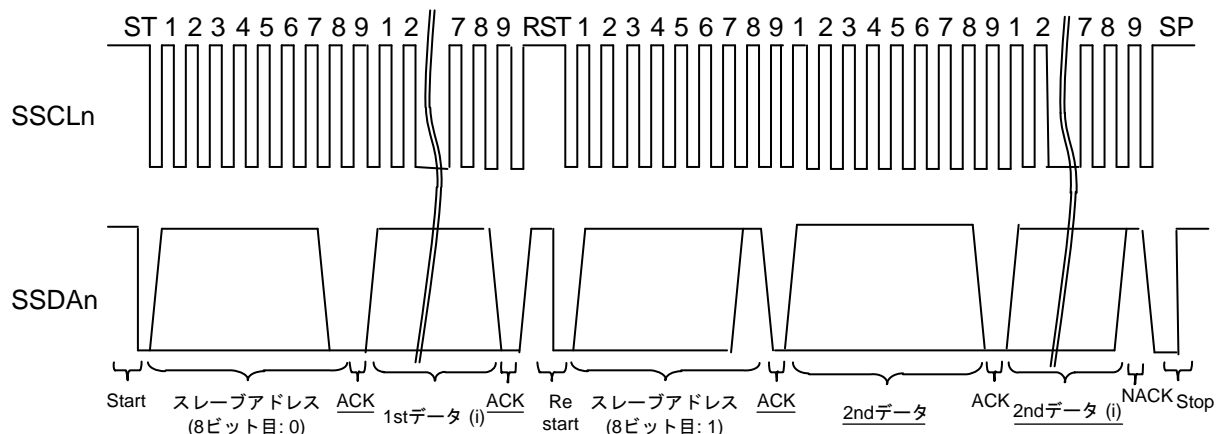 ST 1 2 3 4 5 6 7 8 9 1 2 7 8 9 RST 1 2 3 4 5 6 7 8 9 1 2 3 4 5 6 7 8 9 1 2 7 8 9 SP
SSCLn
SSDAn
Start
スレーブアドレス
(8ビット目: 0)
ACK
1stデータ (i)
ACK
Re
start
スレーブアドレス
(8ビット目: 1)
ACK
2ndデータ
ACK
2ndデータ (i)
NACK
Stop